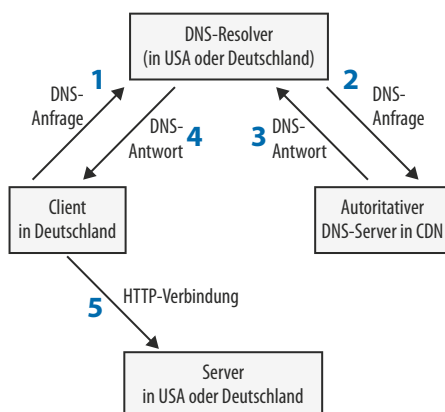 DNS-Resolver
(in USA oder Deutschland)
1
DNS-
Anfrage
DNS-
Antwort
4
3
DNS-
Antwort
2
DNS-
Anfrage
Client
in Deutschland
Autoritativer
DNS-Server in CDN
5
HTTP-Verbindung
Server
in USA oder Deutschland